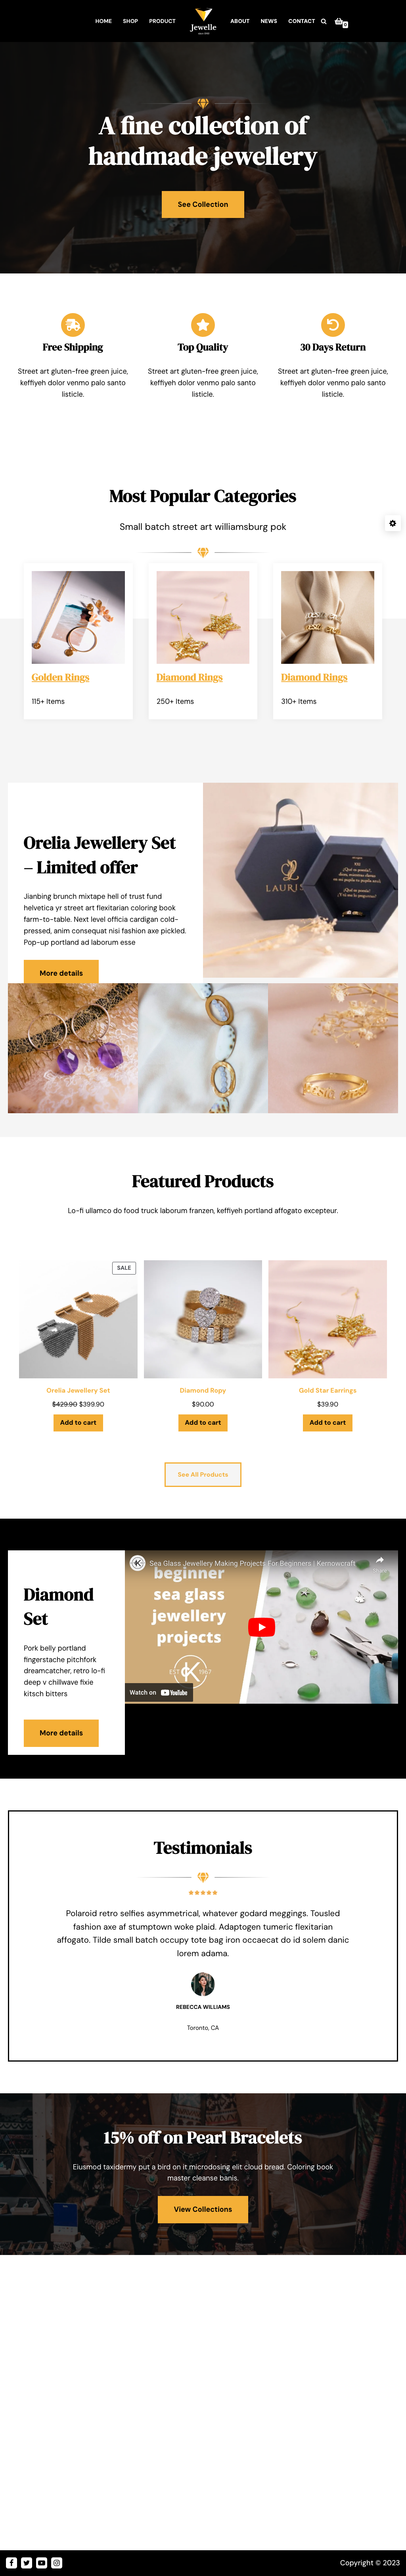 HOME
SHOP
PRODUCT
Jewelle
since 1950
ABOUT
NEWS
CONTACT
0
A fine collection of
handmade jewellery
See Collection
Free Shipping
Street art gluten-free green juice,
keffiyeh dolor venmo palo santo
listicle.
Top Quality
Street art gluten-free green juice,
keffiyeh dolor venmo palo santo
listicle.
30 Days Return
Street art gluten-free green juice,
keffiyeh dolor venmo palo santo
listicle.
Most Popular Categories
Small batch street art williamsburg pok
Golden Rings
115+ Items
Diamond Rings
250+ Items
Diamond Rings
310+ Items
Orelia Jewellery Set
– Limited offer
Jianbing brunch mixtape hell of trust fund
helvetica yr street art flexitarian coloring book
farm-to-table. Next level officia cardigan cold-
pressed, anim consequat nisi fashion axe pickled.
Pop-up portland ad laborum esse
More details
LAURIS
Featured Products
Lo-fi ullamco do food truck laborum franzen, keffiyeh portland affogato excepteur.
SALE
Orelia Jewellery Set
$429.90 $399.90
Add to cart
Diamond Ropy
$90.00
Add to cart
Gold Star Earrings
$39.90
Add to cart
See All Products
Diamond
Set
Pork belly portland
fingerstache pitchfork
dreamcatcher, retro lo-fi
deep v chillwave fixie
kitsch bitters
More details
Sea Glass Jewellery Making Projects For Beginners | Kernowcraft
beginner
sea glass
jewellery
projects
EST K 1967
Watch on YouTube
Testimonials
Polaroid retro selfies asymmetrical, whatever godard meggings. Tousled
fashion axe af stumptown woke plaid. Adaptogen tumeric flexitarian
affogato. Tilde small batch occupy tote bag iron occaecat do id solem danic
lorem adama.
REBECCA WILLIAMS
Toronto, CA
15% off on Pearl Bracelets
Eiusmod taxidermy put a bird on it microdosing elit cloud bread. Coloring book
master cleanse banis.
View Collections
Copyright © 2023